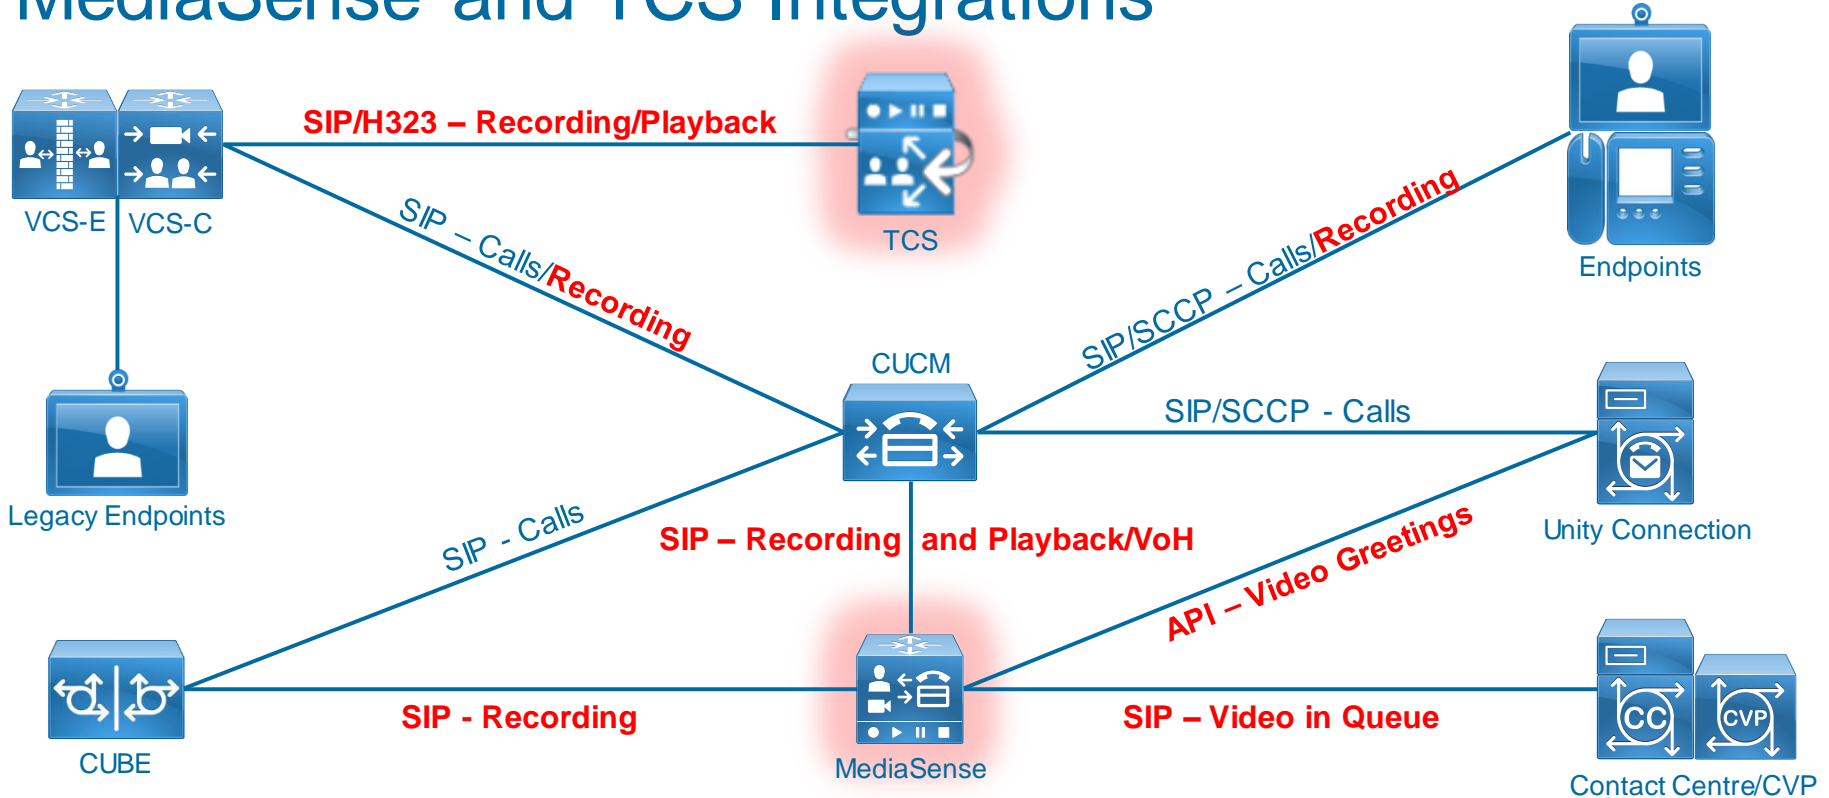 MediaSense and TCS Integrations
SIP/H323 – Recording/Playback
VCS-E
VCS-C
TCS
SIP – Calls/Recording
SIP/SCCP – Calls/Recording
Endpoints
CUCM
SIP/SCCP - Calls
Legacy Endpoints
SIP - Calls
SIP – Recording and Playback/VoH
API – Video Greetings
Unity Connection
CUBE
SIP - Recording
MediaSense
SIP – Video in Queue
CC
CVP
Contact Centre/CVP